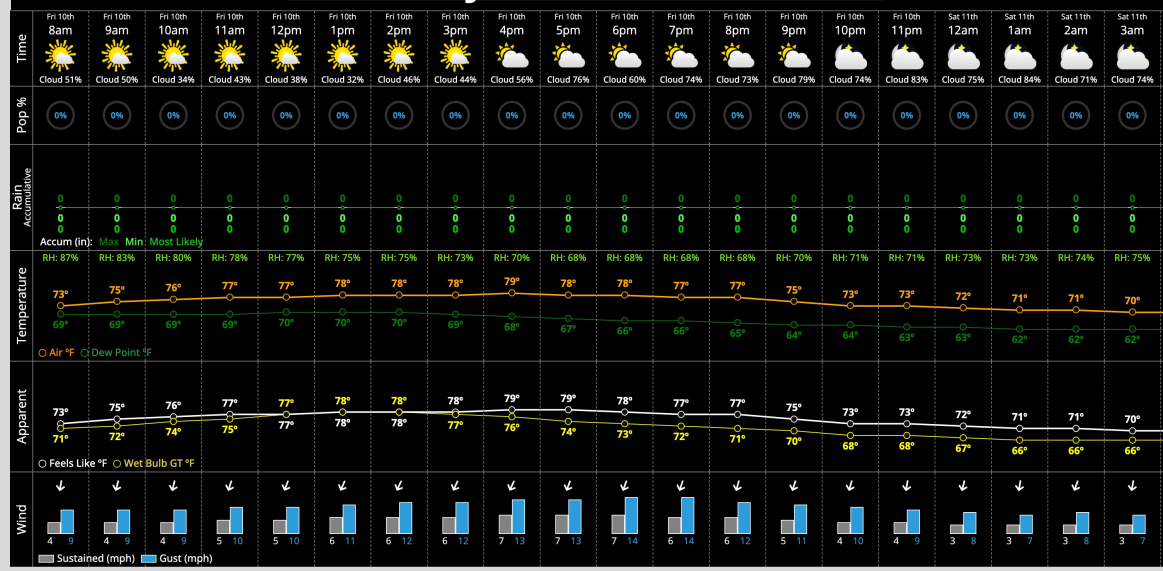 Fri 10th Fri 10th Fri 10th Fri 10th Fri 10th Fri 10th Fri 10th Fri 10th Fri 10th Fri 10th Fri 10th Fri 10th Fri 10th Fri 10th Fri 10th Fri 10th Sat 11th Sat 11th Sat 11th Sat 11th
Time 8am 9am 10am 11am 12pm 1pm 2pm 3pm 4pm 5pm 6pm 7pm 8pm 9pm 10pm 11pm 12am 1am 2am 3am
Cloud 51% Cloud 50% Cloud 34% Cloud 43% Cloud 38% Cloud 32% Cloud 46% Cloud 44% Cloud 56% Cloud 76% Cloud 60% Cloud 74% Cloud 73% Cloud 79% Cloud 74% Cloud 83% Cloud 75% Cloud 84% Cloud 71% Cloud 74%
Pop % 0% 0% 0% 0% 0% 0% 0% 0% 0% 0% 0% 0% 0% 0% 0% 0% 0% 0% 0% 0%
Rain
Accumulative
0 0 0 0 0 0 0 0 0 0 0 0 0 0 0 0 0 0 0 0
0 0 0 0 0 0 0 0 0 0 0 0 0 0 0 0 0 0 0 0
0 0 0 0 0 0 0 0 0 0 0 0 0 0 0 0 0 0 0 0
Accum (in): Max Min Most Likely
RH: 87% RH: 83% RH: 80% RH: 78% RH: 77% RH: 75% RH: 75% RH: 73% RH: 70% RH: 68% RH: 68% RH: 68% RH: 68% RH: 70% RH: 71% RH: 71% RH: 73% RH: 73% RH: 74% RH: 75%
Temperature
73° 75° 76° 77° 77° 78° 78° 78° 79° 78° 78° 77° 77° 75° 73° 73° 72° 71° 71° 70°
69° 69° 69° 69° 70° 70° 70° 69° 68° 67° 66° 66° 65° 64° 64° 63° 63° 62° 62° 62°
Air °F Dew Point °F
Apparent
73° 75° 76° 77° 77° 78° 78° 78° 79° 79° 78° 77° 77° 75° 73° 73° 72° 71° 71° 70°
71° 72° 74° 75° 77° 78° 78° 77° 76° 74° 73° 72° 71° 70° 68° 68° 67° 66° 66° 66°
Feels Like °F Wet Bulb GT °F
Wind
4 9 4 9 4 9 5 10 5 10 6 11 6 12 6 12 7 13 7 13 7 14 6 14 6 12 5 11 4 10 4 9 3 8 3 7 3 8 3 7
Sustained (mph) Gust (mph)